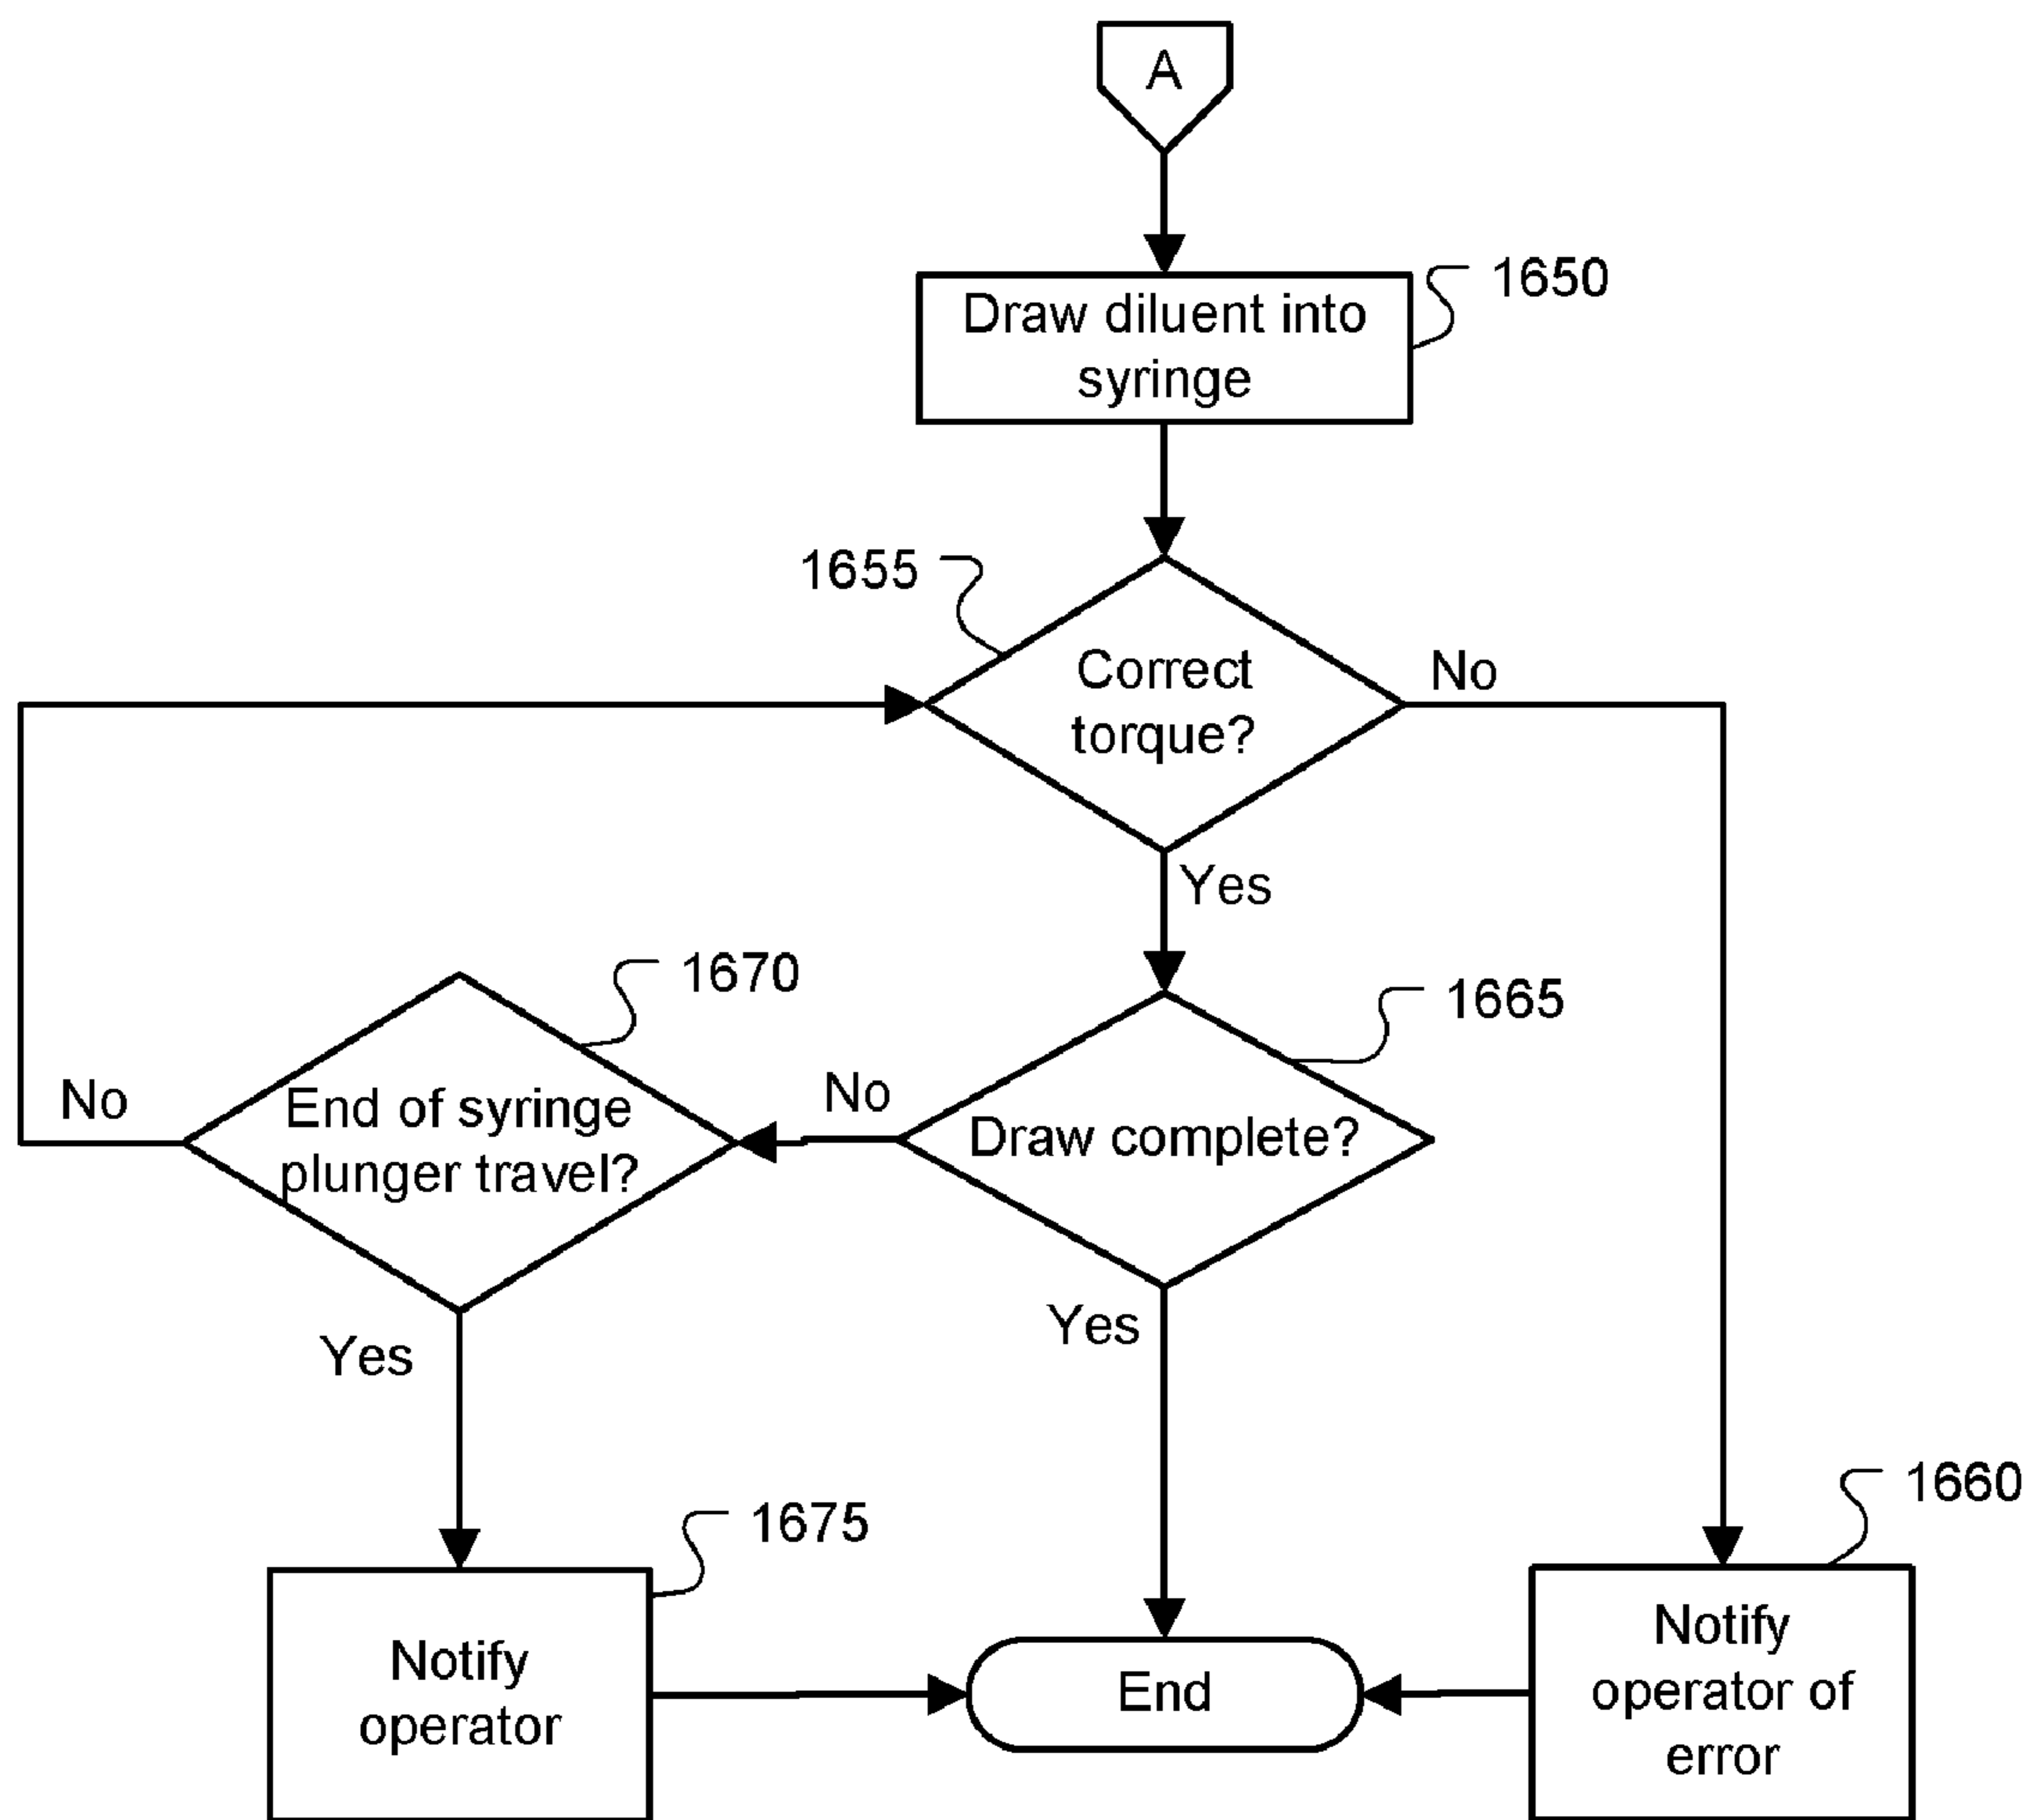 A
Draw diluent into
syringe
1650
1655
Correct
torque?
No
Yes
1670
1665
No
End of syringe
plunger travel?
No
Draw complete?
Yes
Yes
1675
1660
Notify
operator
End
Notify
operator of
error